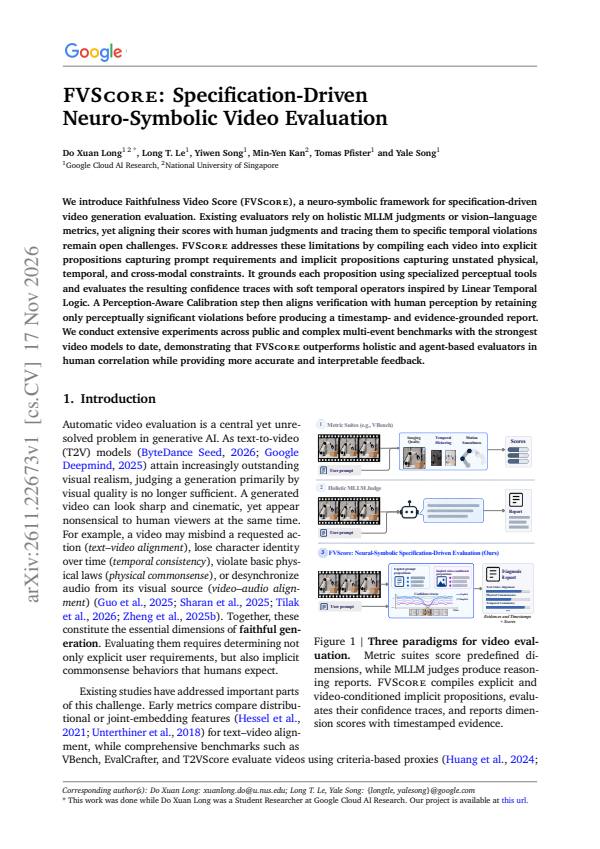 Google
FVScore: Specification-Driven
Neuro-Symbolic Video Evaluation
Do Xuan Long1 2 *, Long T. Le1, Yiwen Song1, Min-Yen Kan2, Tomas Pfister1 and Yale Song1
1Google Cloud AI Research, 2National University of Singapore
We introduce Faithfulness Video Score (FVScore), a neuro-symbolic framework for specification-driven
video generation evaluation. Existing evaluators rely on holistic MLLM judgments or vision–language
metrics, yet aligning their scores with human judgments and tracing them to specific temporal violations
remain open challenges. FVScore addresses these limitations by compiling each video into explicit
propositions capturing prompt requirements and implicit propositions capturing unstated physical,
temporal, and cross-modal constraints. It grounds each proposition using specialized perceptual tools
and evaluates the resulting confidence traces with soft temporal operators inspired by Linear Temporal
Logic. A Perception-Aware Calibration step then aligns verification with human perception by retaining
only perceptually significant violations before producing a timestamp- and evidence-grounded report.
We conduct extensive experiments across public and complex multi-event benchmarks with the strongest
video models to date, demonstrating that FVScore outperforms holistic and agent-based evaluators in
human correlation while providing more accurate and interpretable feedback.
arXiv:2611.22673v1 [cs.CV] 17 Nov 2026
1. Introduction
Automatic video evaluation is a central yet unre-
solved problem in generative AI. As text-to-video
(T2V) models (ByteDance Seed, 2026; Google
Deepmind, 2025) attain increasingly outstanding
visual realism, judging a generation primarily by
visual quality is no longer sufficient. A generated
video can look sharp and cinematic, yet appear
nonsensical to human viewers at the same time.
For example, a video may misbind a requested ac-
tion (text–video alignment), lose character identity
over time (temporal consistency), violate basic phys-
ical laws (physical commonsense), or desynchronize
audio from its visual source (video–audio align-
ment) (Guo et al., 2025; Sharan et al., 2025; Tilak
et al., 2026; Zheng et al., 2025b). Together, these
constitute the essential dimensions of faithful gen-
eration. Evaluating them requires determining not
only explicit user requirements, but also implicit
commonsense behaviors that humans expect.
Existing studies have addressed important parts
of this challenge. Early metrics compare distribu-
tional or joint-embedding features (Hessel et al.,
2021; Unterthiner et al., 2018) for text–video align-
ment, while comprehensive benchmarks such as
VBench, EvalCrafter, and T2VScore evaluate videos using criteria-based proxies (Huang et al., 2024;
1 Metric Suites (e.g., VBench)
Imaging Quality
Temporal Flickering
Motion Smoothness
Scores
User prompt
2 Holistic MLLM Judge
Report
User prompt
3 FVScore: Neural-Symbolic Specification-Driven Evaluation (Ours)
Diagnosis
Report
User prompt
Evidences and Timestamps
+ Scores
Figure 1 | Three paradigms for video eval-
uation. Metric suites score predefined di-
mensions, while MLLM judges produce reason-
ing reports. FVScore compiles explicit and
video-conditioned implicit propositions, evalu-
ates their confidence traces, and reports dimen-
sion scores with timestamped evidence.
Corresponding author(s): Do Xuan Long: xuanlong.do@u.nus.edu; Long T. Le, Yale Song: {longtle, yalesong}@google.com
* This work was done while Do Xuan Long was a Student Researcher at Google Cloud AI Research. Our project is available at this url.